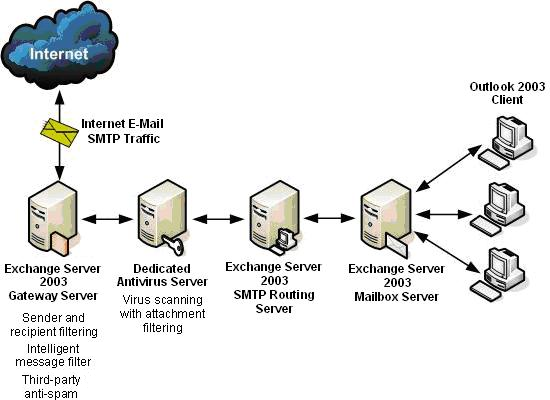 Internet
Internet E-Mail
SMTP Traffic
Outlook 2003
Client
Exchange Server
2003
Gateway Server
Sender and
recipient filtering
Intelligent
message filter
Third-party
anti-spam
Dedicated
Antivirus Server
Virus scanning
with attachment
filtering
Exchange Server
2003
SMTP Routing
Server
Exchange Server
2003
Mailbox Server